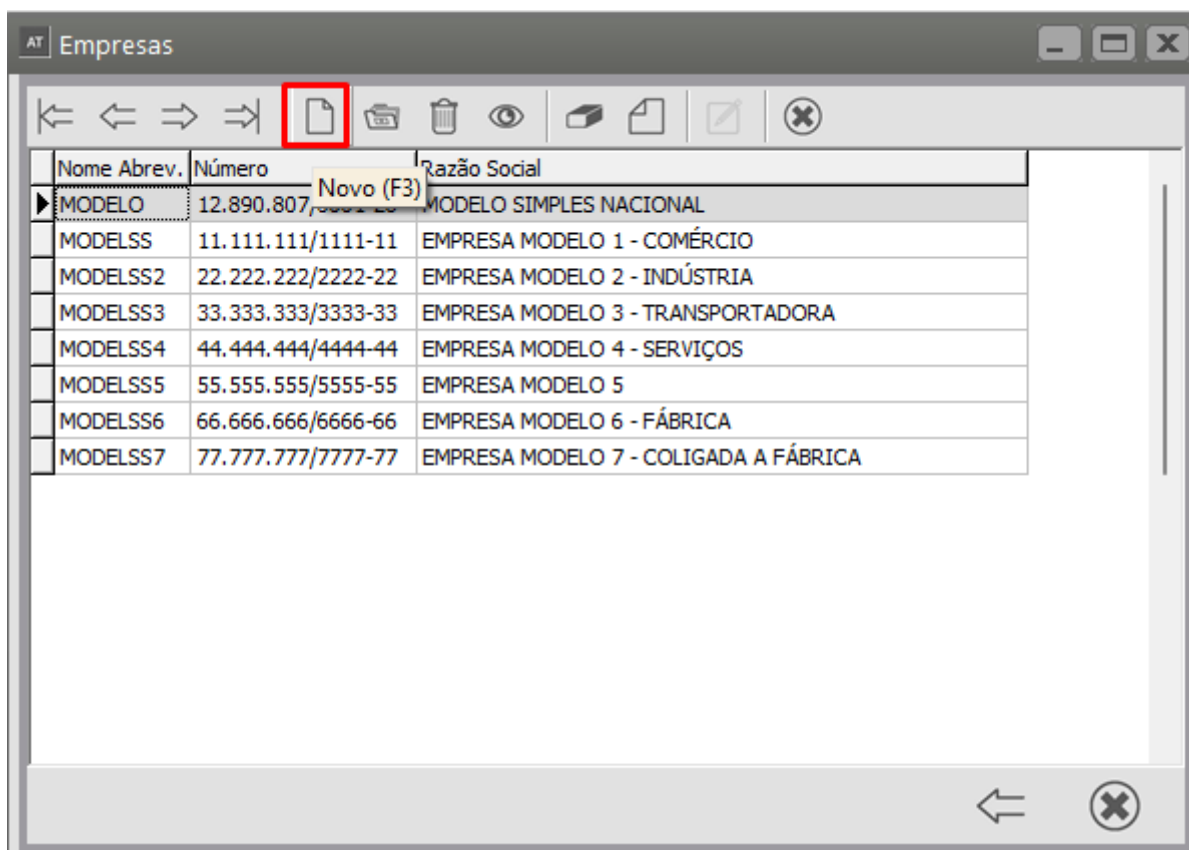 AT Empresas
Nome Abrev. Número Razão Social
Novo (F3)
MODELO 12.890.807/ MODELO SIMPLES NACIONAL
MODELSS 11.111.111/1111-11 EMPRESA MODELO 1 - COMÉRCIO
MODELSS2 22.222.222/2222-22 EMPRESA MODELO 2 - INDÚSTRIA
MODELSS3 33.333.333/3333-33 EMPRESA MODELO 3 - TRANSPORTADORA
MODELSS4 44.444.444/4444-44 EMPRESA MODELO 4 - SERVIÇOS
MODELSS5 55.555.555/5555-55 EMPRESA MODELO 5
MODELSS6 66.666.666/6666-66 EMPRESA MODELO 6 - FÁBRICA
MODELSS7 77.777.777/7777-77 EMPRESA MODELO 7 - COLIGADA A FÁBRICA